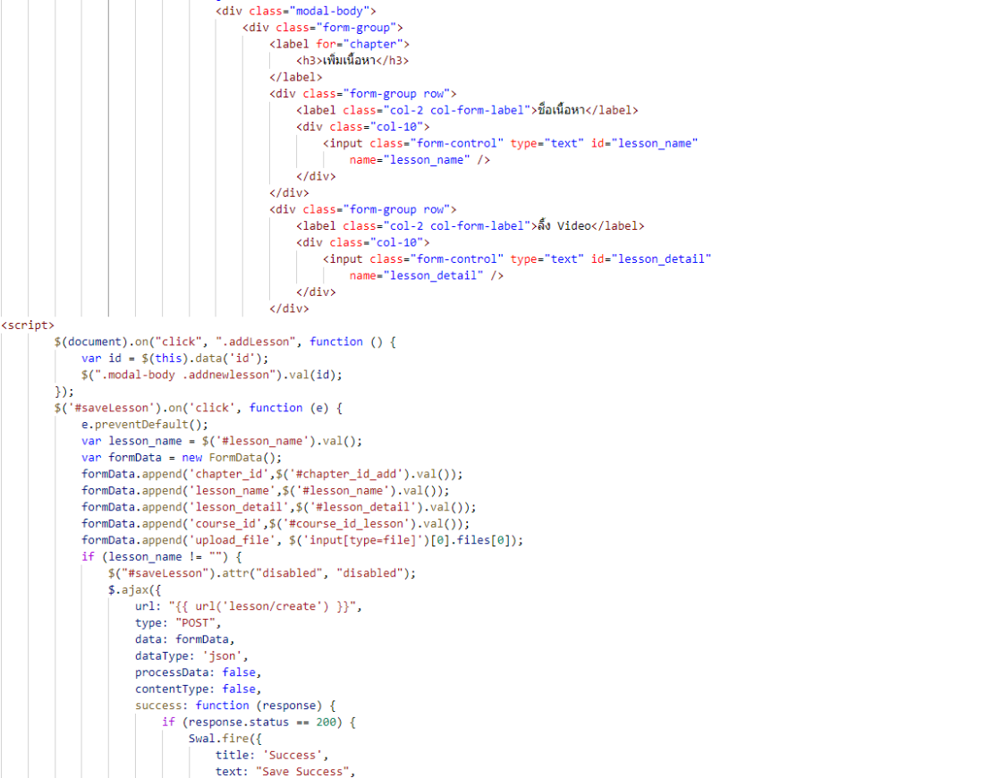 <div class="modal-body">
<div class="form-group">
<label for="chapter">
<h3>เพิ่มเนื้อหา</h3>
</label>
<div class="form-group row">
<label class="col-2 col-form-label">ชื่อเนื้อหา</label>
<div class="col-10">
<input class="form-control" type="text" id="lesson_name"
name="lesson_name" />
</div>
</div>
<div class="form-group row">
<label class="col-2 col-form-label">ลิ้ง Video</label>
<div class="col-10">
<input class="form-control" type="text" id="lesson_detail"
name="lesson_detail" />
</div>
</div>
<script>
$(document).on("click", ".addLesson", function () {
var id = $(this).data('id');
$(".modal-body .addnewlesson").val(id);
});
$('#saveLesson').on('click', function (e) {
e.preventDefault();
var lesson_name = $('#lesson_name').val();
var formData = new FormData();
formData.append('chapter_id',$('#chapter_id_add').val());
formData.append('lesson_name',$('#lesson_name').val());
formData.append('lesson_detail',$('#lesson_detail').val());
formData.append('course_id',$('#course_id_lesson').val());
formData.append('upload_file', $('input[type=file]')[0].files[0]);
if (lesson_name != "") {
$("#saveLesson").attr("disabled", "disabled");
$.ajax({
url: "{{ url('lesson/create') }}",
type: "POST",
data: formData,
dataType: 'json',
processData: false,
contentType: false,
success: function (response) {
if (response.status == 200) {
Swal.fire({
title: 'Success',
text: "Save Success",